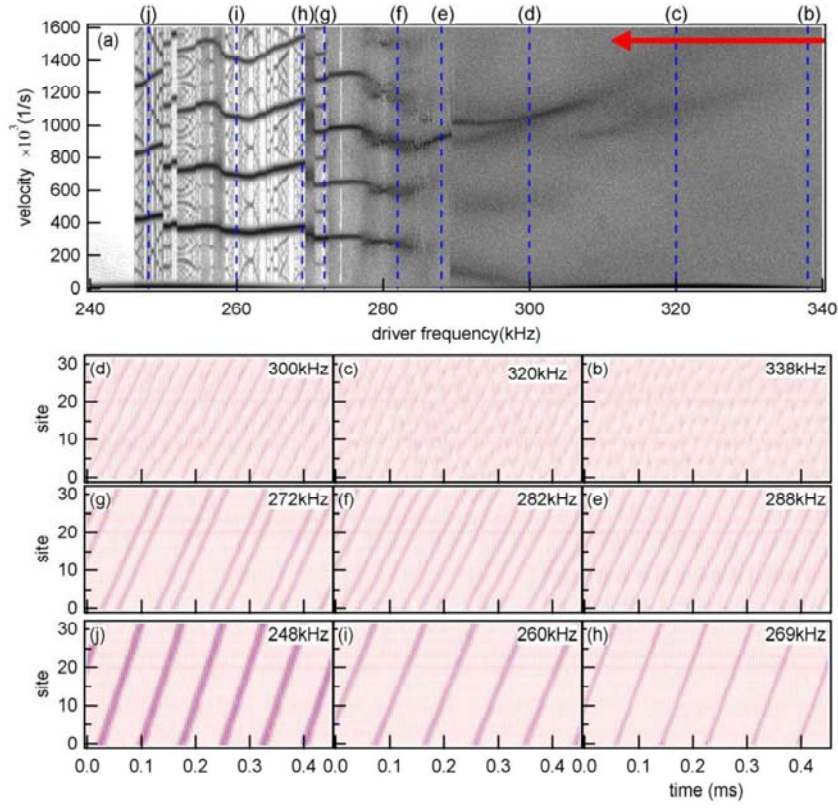 (j) (i) (h) (g) (f) (e) (d) (c) (b)
1600
(a)
1400
1200
1000
800
600
400
200
0
velocity ×10³(1/s)
240 260 280 300 320 340
driver frequency(kHz)
(d) 300kHz (c) 320kHz (b) 338kHz
30
20
10
0
site
(g) 272kHz (f) 282kHz (e) 288kHz
30
20
10
0
site
(j) 248kHz (i) 260kHz (h) 269kHz
30
20
10
0
site
0.0 0.1 0.2 0.3 0.4 0.0 0.1 0.2 0.3 0.4 0.0 0.1 0.2 0.3 0.4
time (ms)